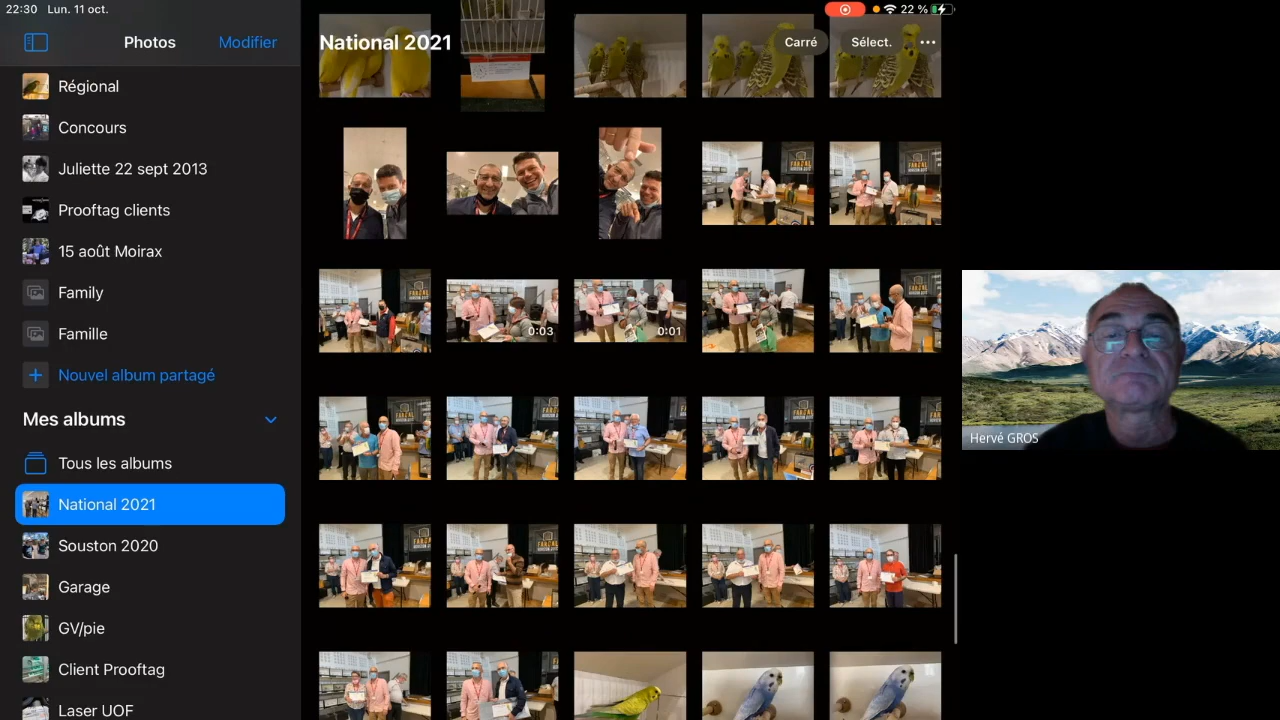 22:30 Lun. 11 oct.
22 %
Photos
Modifier
Régional
Concours
Juliette 22 sept 2013
Prooftag clients
15 août Moirax
Family
Famille
Nouvel album partagé
Mes albums
Tous les albums
National 2021
Souston 2020
Garage
GV/pie
Client Prooftag
Laser UOF
National 2021
Carré
Sélect.
0:03
0:01
Hervé GROS